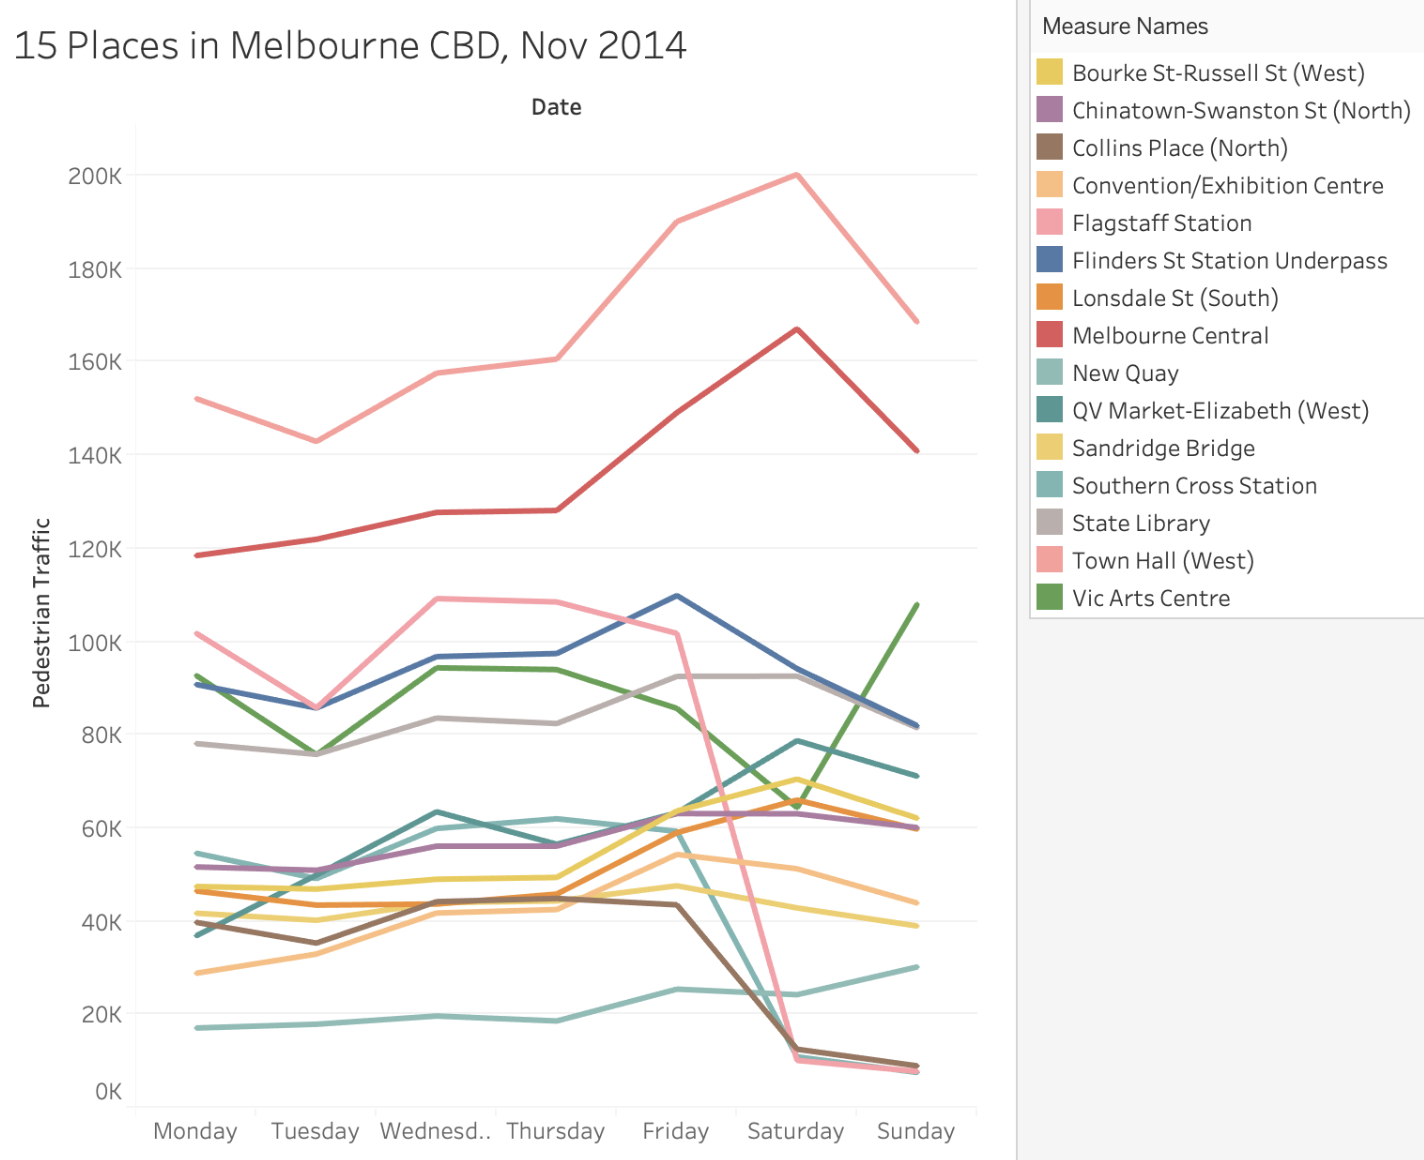 15 Places in Melbourne CBD, Nov 2014
Date
Pedestrian Traffic
200K
180K
160K
140K
120K
100K
80K
60K
40K
20K
0K
Monday Tuesday Wednesd.. Thursday Friday Saturday Sunday
Measure Names
Bourke St-Russell St (West)
Chinatown-Swanston St (North)
Collins Place (North)
Convention/Exhibition Centre
Flagstaff Station
Flinders St Station Underpass
Lonsdale St (South)
Melbourne Central
New Quay
QV Market-Elizabeth (West)
Sandridge Bridge
Southern Cross Station
State Library
Town Hall (West)
Vic Arts Centre